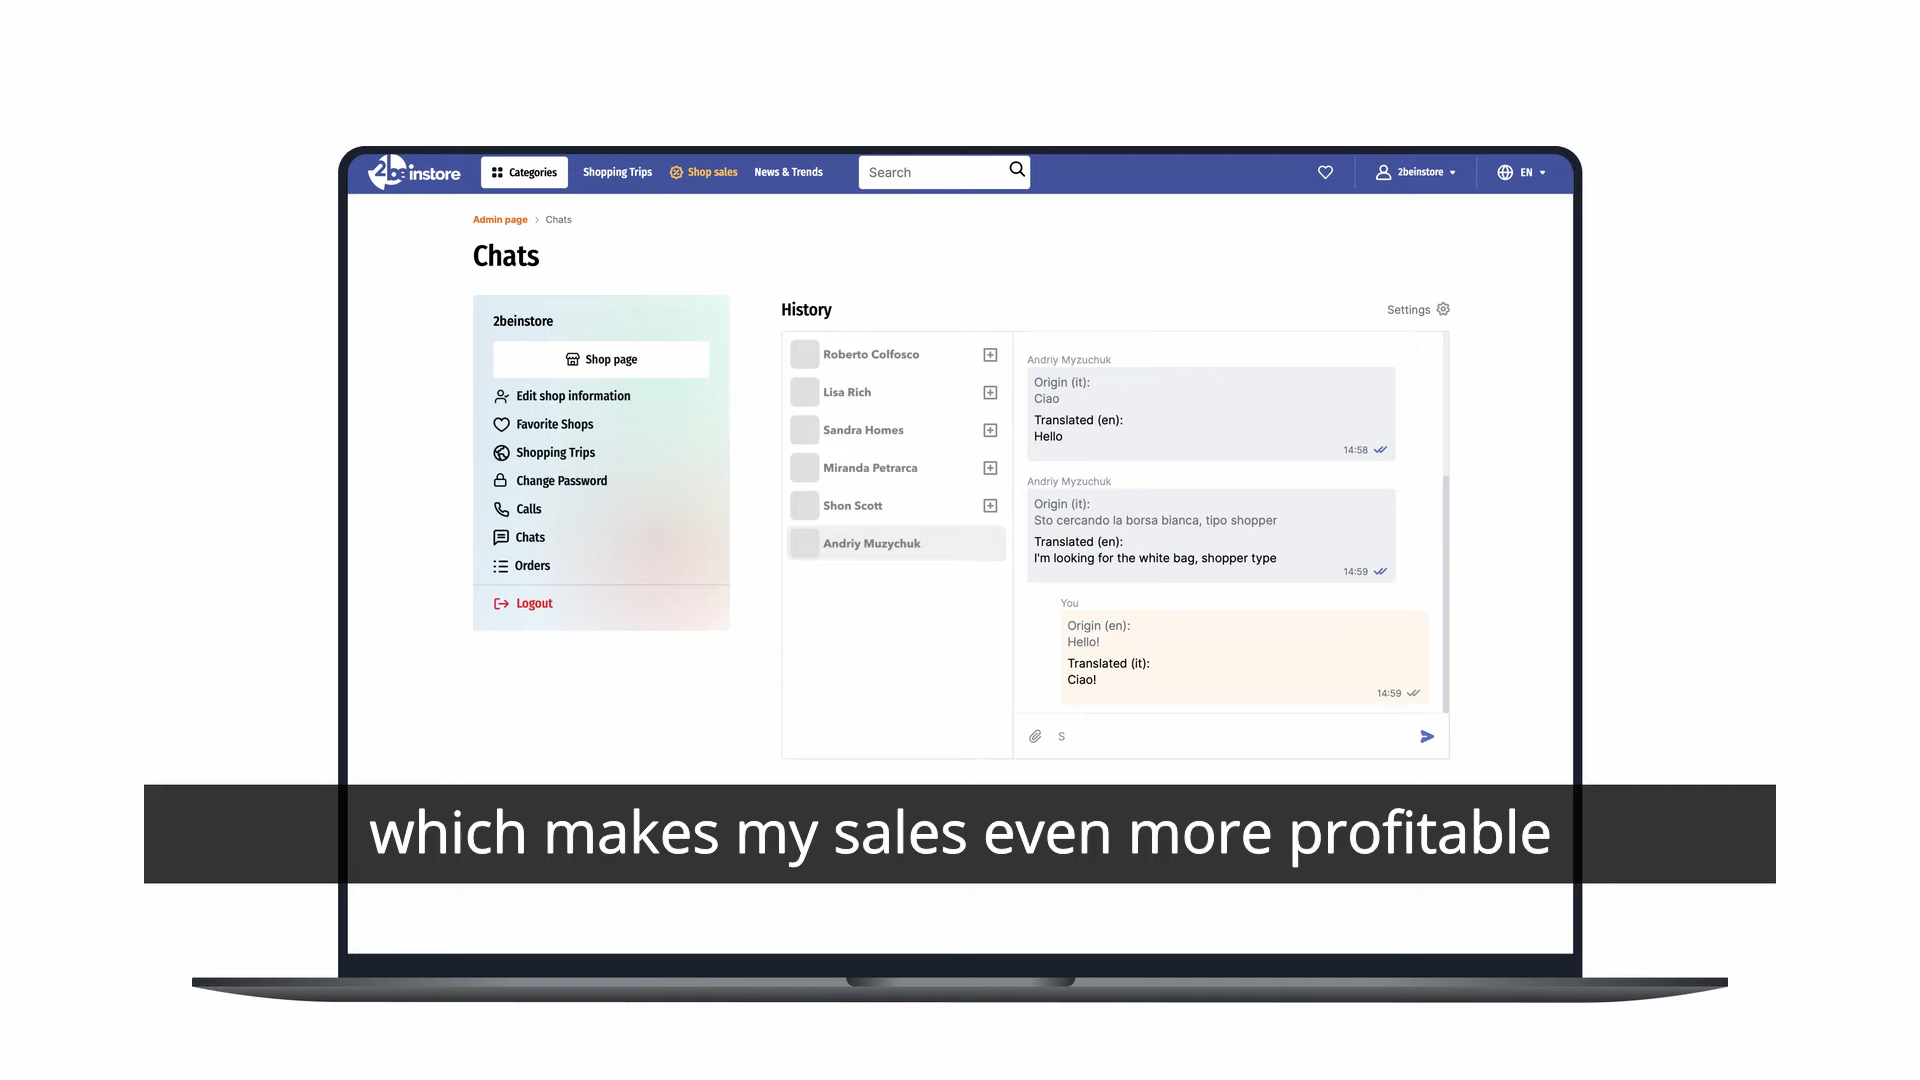 2beinstore
Categories
Shopping Trips
Shop sales
News & Trends
Search
2beinstore
EN
Admin page > Chats
Chats
2beinstore
Shop page
Edit shop information
Favorite Shops
Shopping Trips
Change Password
Calls
Chats
Orders
Logout
History
Settings
Roberto Colfosco
Lisa Rich
Sandra Homes
Miranda Petrarca
Shon Scott
Andriy Muzychuk
Andriy Myzuchuk
Origin (it):
Ciao
Translated (en):
Hello
14:58
Andriy Myzuchuk
Origin (it):
Sto cercando la borsa bianca, tipo shopper
Translated (en):
I'm looking for the white bag, shopper type
14:59
You
Origin (en):
Hello!
Translated (it):
Ciao!
14:59
S
which makes my sales even more profitable